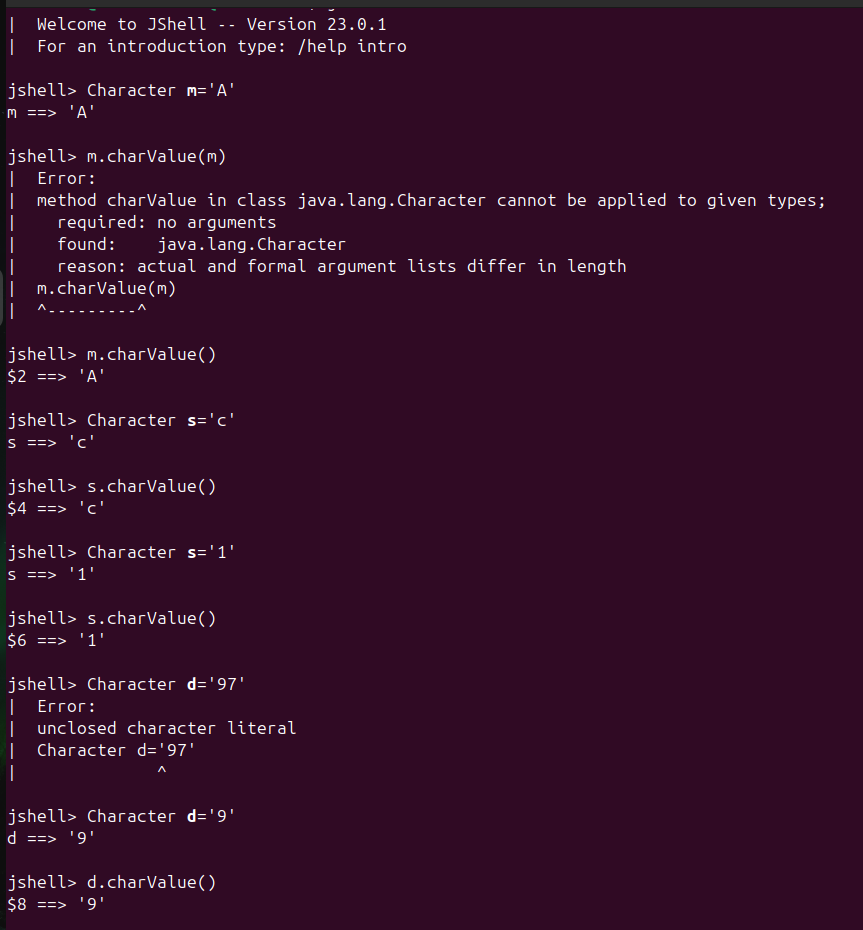 |  Welcome to JShell -- Version 23.0.1
|  For an introduction type: /help intro

jshell> Character m='A'
m ==> 'A'

jshell> m.charValue(m)
|  Error:
|  method charValue in class java.lang.Character cannot be applied to given types;
|    required: no arguments
|    found:    java.lang.Character
|    reason: actual and formal argument lists differ in length
|  m.charValue(m)
|  ^---------^

jshell> m.charValue()
$2 ==> 'A'

jshell> Character s='c'
s ==> 'c'

jshell> s.charValue()
$4 ==> 'c'

jshell> Character s='1'
s ==> '1'

jshell> s.charValue()
$6 ==> '1'

jshell> Character d='97'
|  Error:
|  unclosed character literal
|  Character d='97'
|              ^

jshell> Character d='9'
d ==> '9'

jshell> d.charValue()
$8 ==> '9'